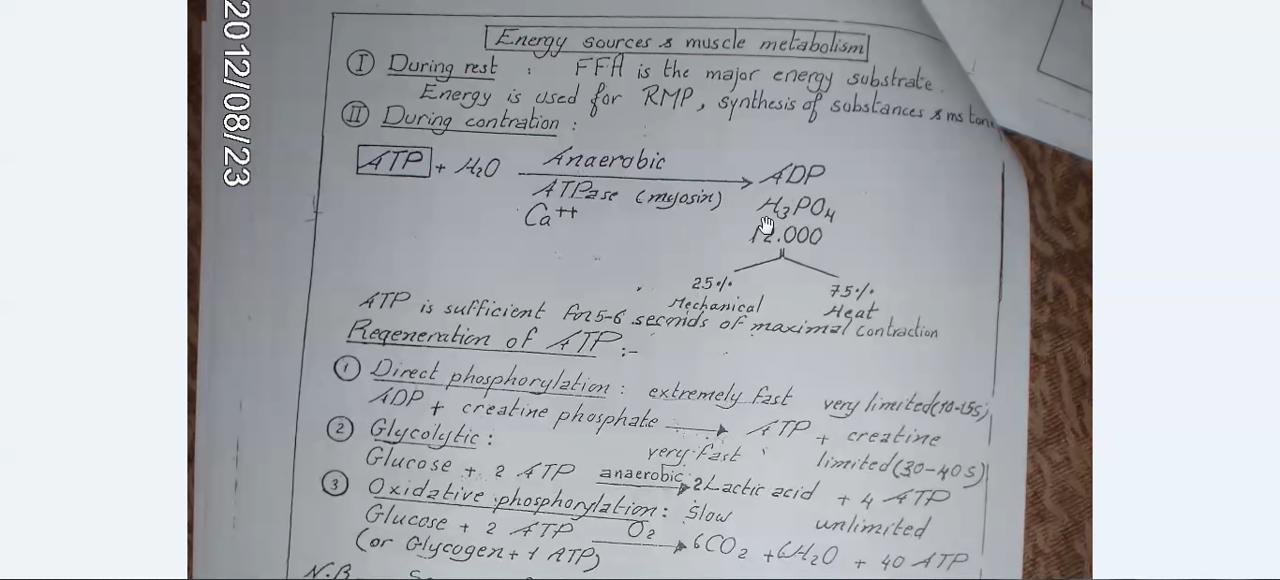 2012/08/23
Energy sources & muscle metabolism
I During rest : FFA is the major energy substrate.
Energy is used for RMP, synthesis of substances & ms tone
II During contration :
ATP + H2O Anaerobic ADP
ATPase (myosin) H3PO4
Ca++ 12.000
25% 75%
Mechanical Heat
ATP is sufficient for 5-6 seconds of maximal contraction
Regeneration of ATP :-
1 Direct phosphorylation : extremely fast very limited (10-15s)
ADP + creatine phosphate → ATP + creatine
2 Glycolytic : very fast limited (30-40s)
Glucose + 2 ATP anaerobic → 2 Lactic acid + 4 ATP
3 Oxidative phosphorylation : Slow unlimited
Glucose + 2 ATP O2 → 6CO2 + 6H2O + 40 ATP
(or Glycogen + 1 ATP)
N.B